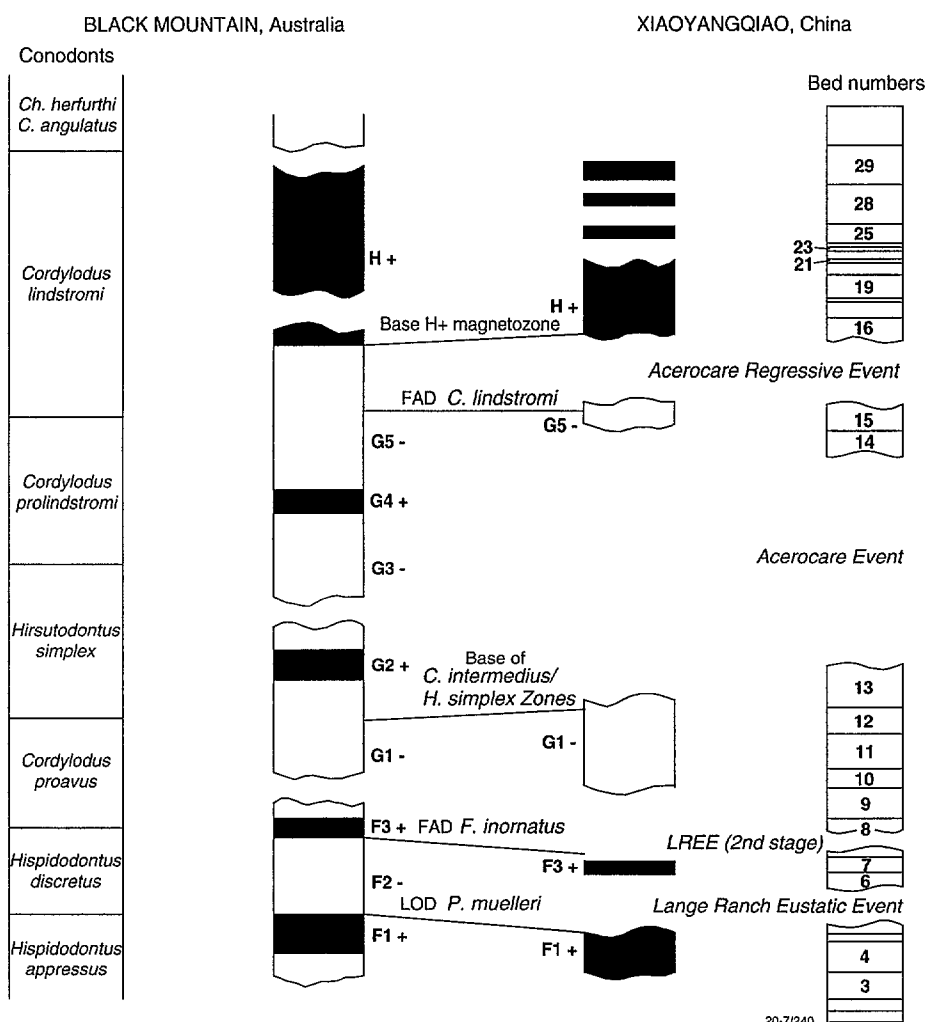 BLACK MOUNTAIN, Australia
XIAOYANGQIAO, China
Conodonts
Bed numbers
Ch. herfurthi
C. angulatus
29
28
25
23
21
Cordylodus
lindstromi
H +
19
H +
Base H+ magnetozone
16
Acerocare Regressive Event
FAD C. lindstromi
G5 -
15
G5 -
14
Cordylodus
prolindstromi
G4 +
Acerocare Event
G3 -
Hirsutodontus
simplex
G2 +
Base of
C. intermedius/
H. simplex Zones
13
12
G1 -
G1 -
11
Cordylodus
proavus
10
9
F3 + FAD F. inornatus
8
LREE (2nd stage)
Hispidodontus
discretus
F3 +
7
F2 -
6
LOD P. muelleri
Lange Ranch Eustatic Event
F1 +
F1 +
Hispidodontus
appressus
4
3
20-7/240